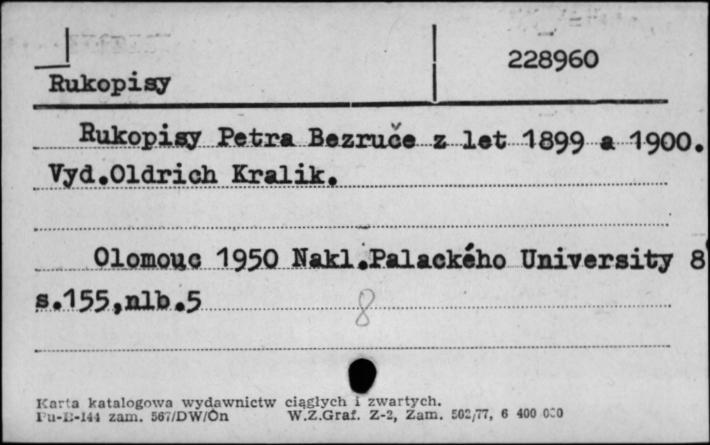 228960
Rukopisy
Rukopisy Petra Bezruče z let 1899 a 1900.
Vyd.Oldrich Kralik.
Olomouc 1950 Nakl.Palackého University 8
s.155,nlb.5
8
Karta katalogowa wydawnictw ciągłych i zwartych.
Pu-B-144 zam. 567/DW/On W.Z.Graf. Z-2, Zam. 502/77, 6 400 000